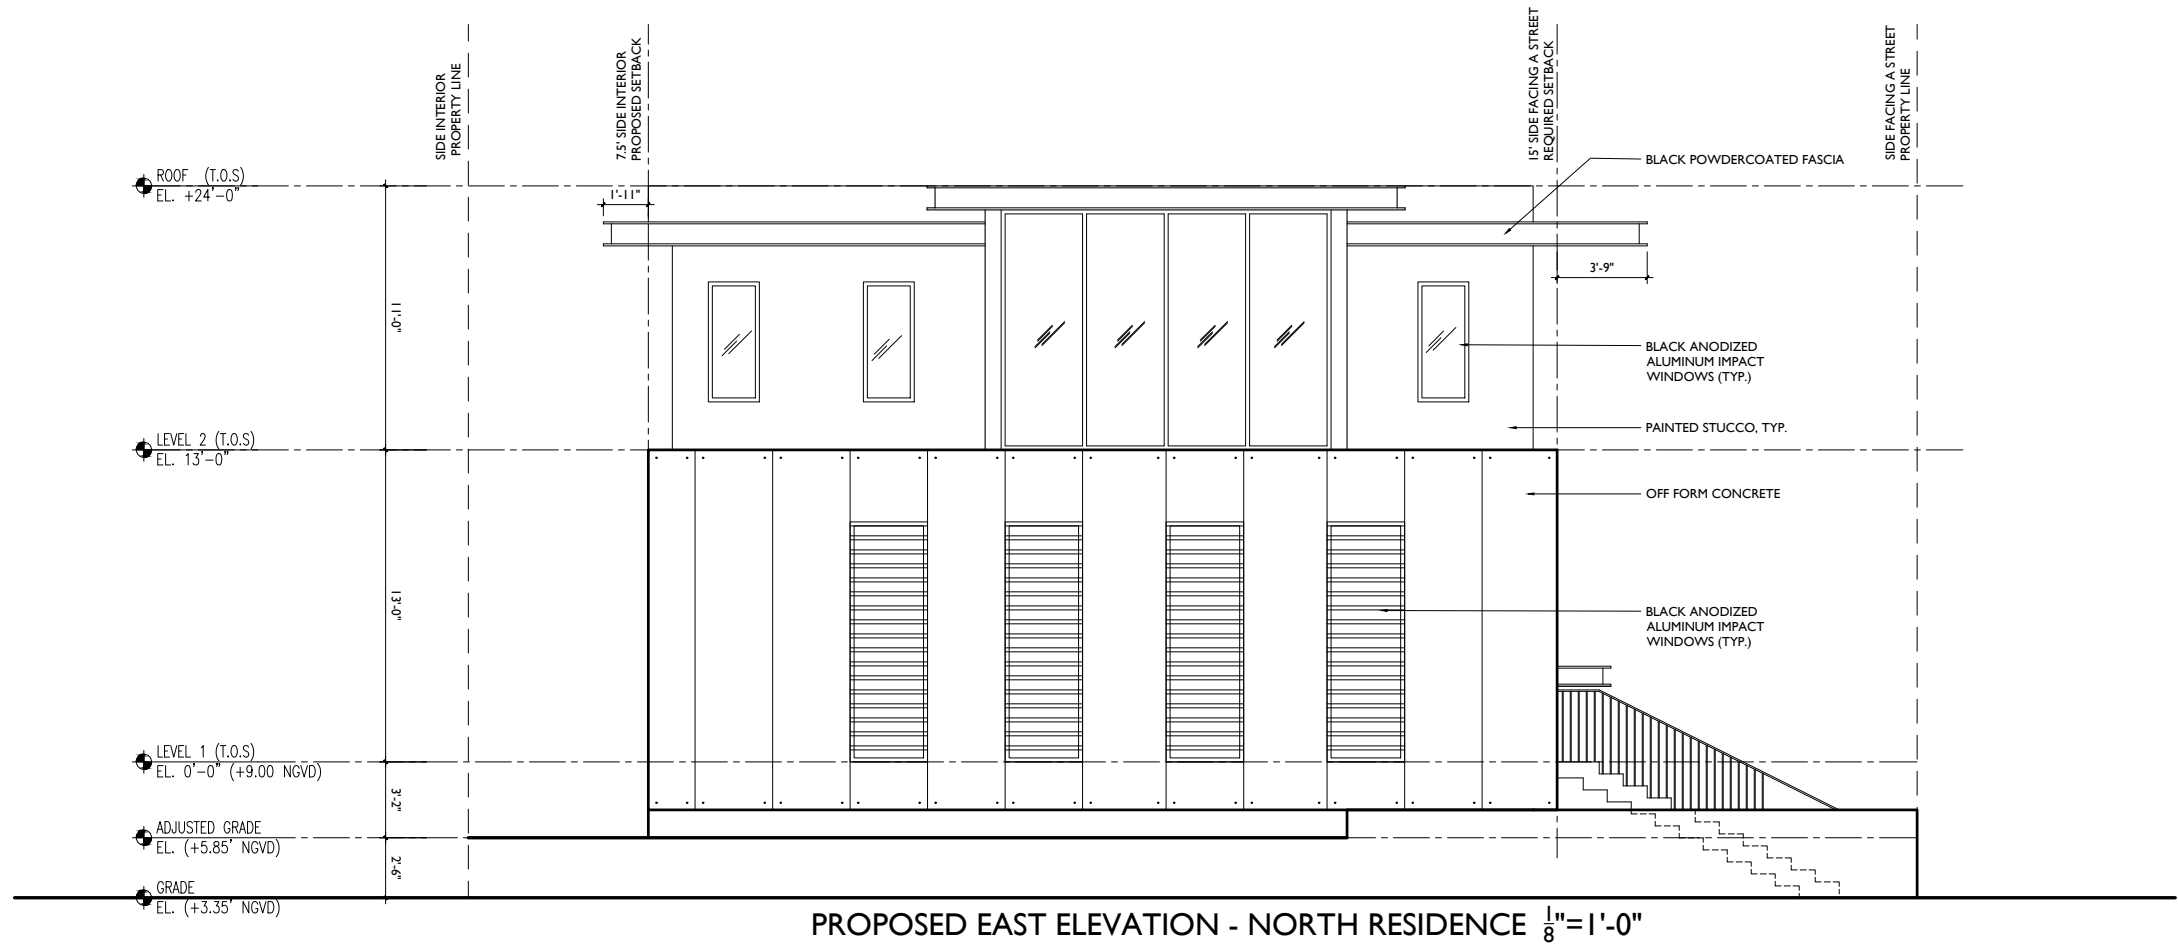 SIDE INTERIOR
PROPERTY LINE
7.5' SIDE INTERIOR
PROPOSED SETBACK
15' SIDE FACING A STREET
REQUIRED SETBACK
SIDE FACING A STREET
PROPERTY LINE
BLACK POWDERCOATED FASCIA
ROOF (T.O.S)
EL. +24'-0"
1'-11"
3'-9"
11'-0"
BLACK ANODIZED
ALUMINUM IMPACT
WINDOWS (TYP.)
PAINTED STUCCO, TYP.
LEVEL 2 (T.O.S)
EL. 13'-0"
OFF FORM CONCRETE
13'-0"
BLACK ANODIZED
ALUMINUM IMPACT
WINDOWS (TYP.)
LEVEL 1 (T.O.S)
EL. 0'-0" (+9.00 NGVD)
3'-2"
ADJUSTED GRADE
EL. (+5.85' NGVD)
2'-6"
GRADE
EL. (+3.35' NGVD)
PROPOSED EAST ELEVATION - NORTH RESIDENCE 1/8"=1'-0"